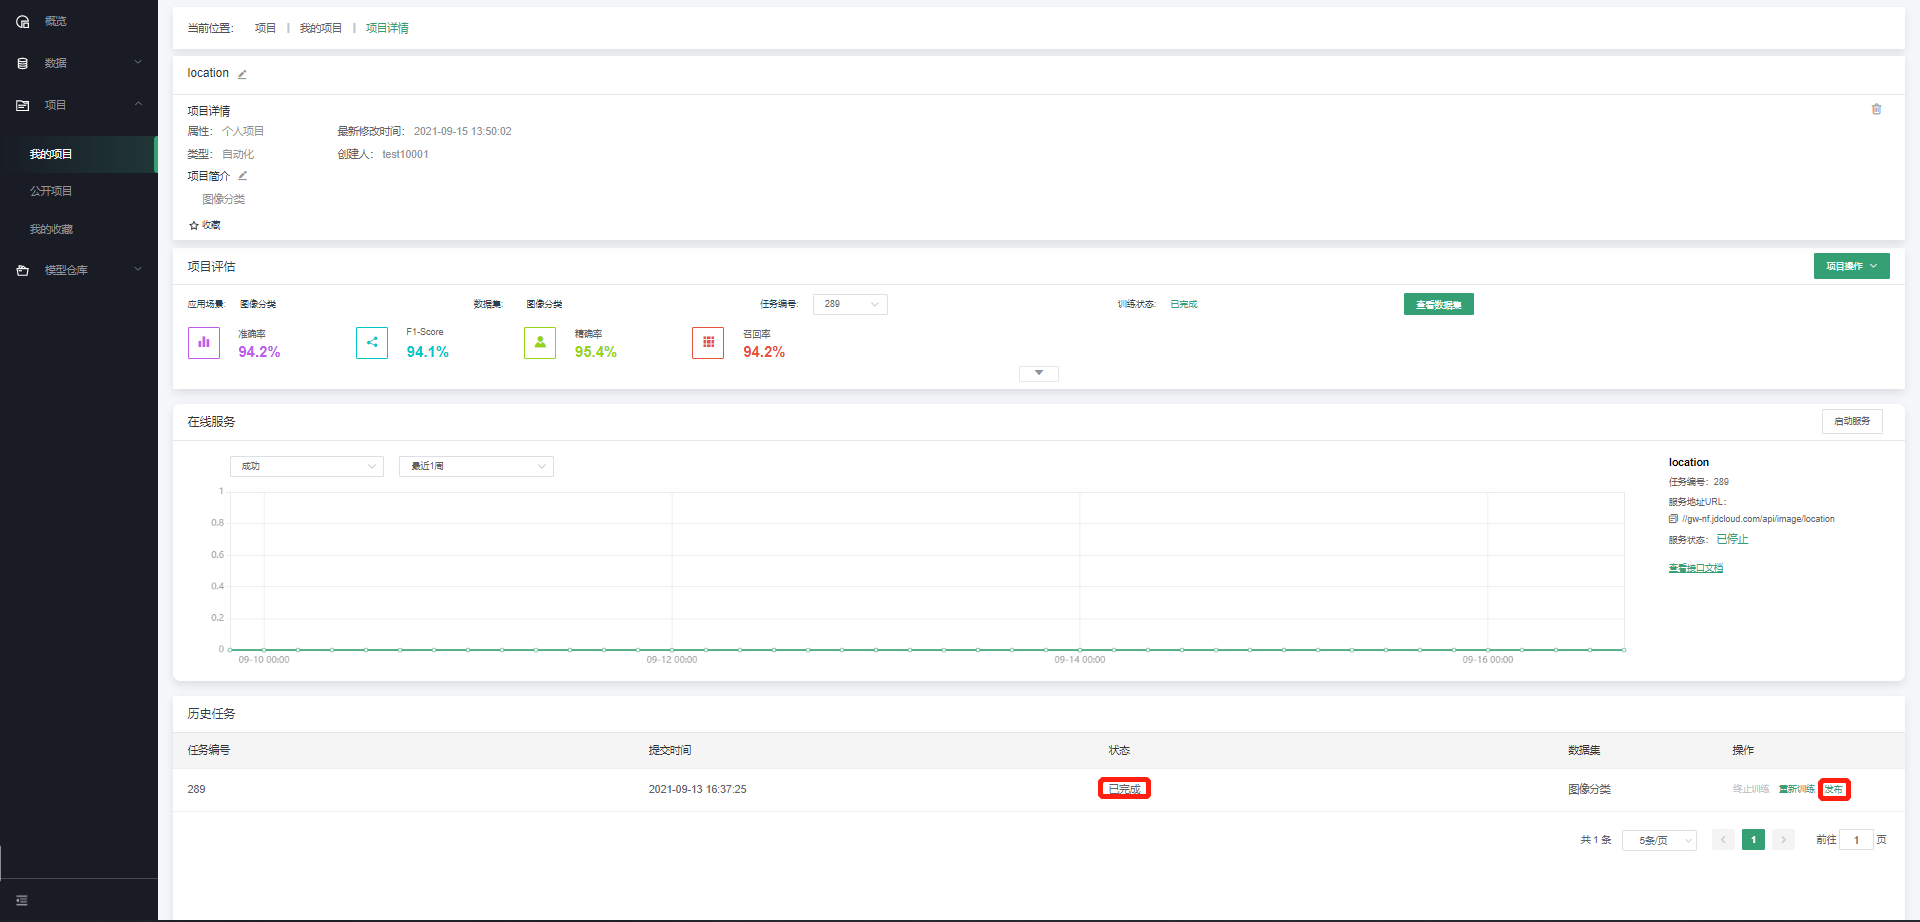 概览
数据
项目
我的项目
公开项目
我的收藏
模型仓库
当前位置: 项目 | 我的项目 | 项目详情
location
项目详情
属性: 个人项目 最新修改时间: 2021-09-15 13:50:02
类型: 自动化 创建人: test10001
项目简介
图像分类
收藏
项目评估
项目操作
应用场景: 图像分类 数据集: 图像分类 任务编号: 289 训练状态: 已完成 查看数据集
准确率 F1-Score 精确率 召回率
94.2% 94.1% 95.4% 94.2%
在线服务
启动服务
成功 最近1周
1
0.8
0.6
0.4
0.2
0
09-10 00:00 09-12 00:00 09-14 00:00 09-16 00:00
location
任务编号: 289
服务地址URL:
//gw-nf.jdcloud.com/api/image/location
服务状态: 已停止
查看接口文档
历史任务
任务编号 提交时间 状态 数据集 操作
289 2021-09-13 16:37:25 已完成 图像分类 终止训练 重新训练 发布
共 1 条 5条/页 < 1 > 前往 1 页